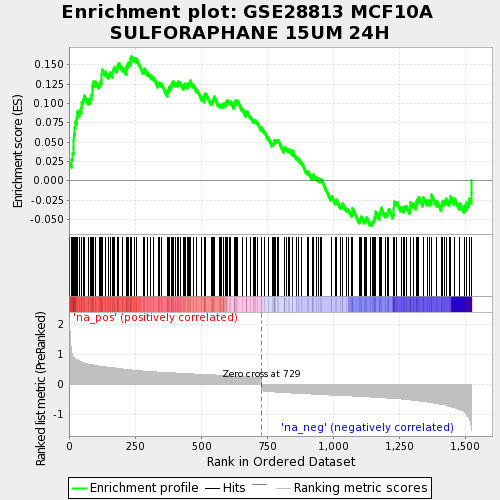 Enrichment plot: GSE28813 MCF10A
SULFORAPHANE 15UM 24H
Enrichment score (ES)
0.150
0.125
0.100
0.075
0.050
0.025
0.000
-0.025
-0.050
'na_pos' (positively correlated)
Ranked list metric (PreRanked)
2
1
0
-1
Zero cross at 729
'na_neg' (negatively correlated)
0
250
500
750
1,000
1,250
1,500
Rank in Ordered Dataset
Enrichment profile
Hits
Ranking metric scores